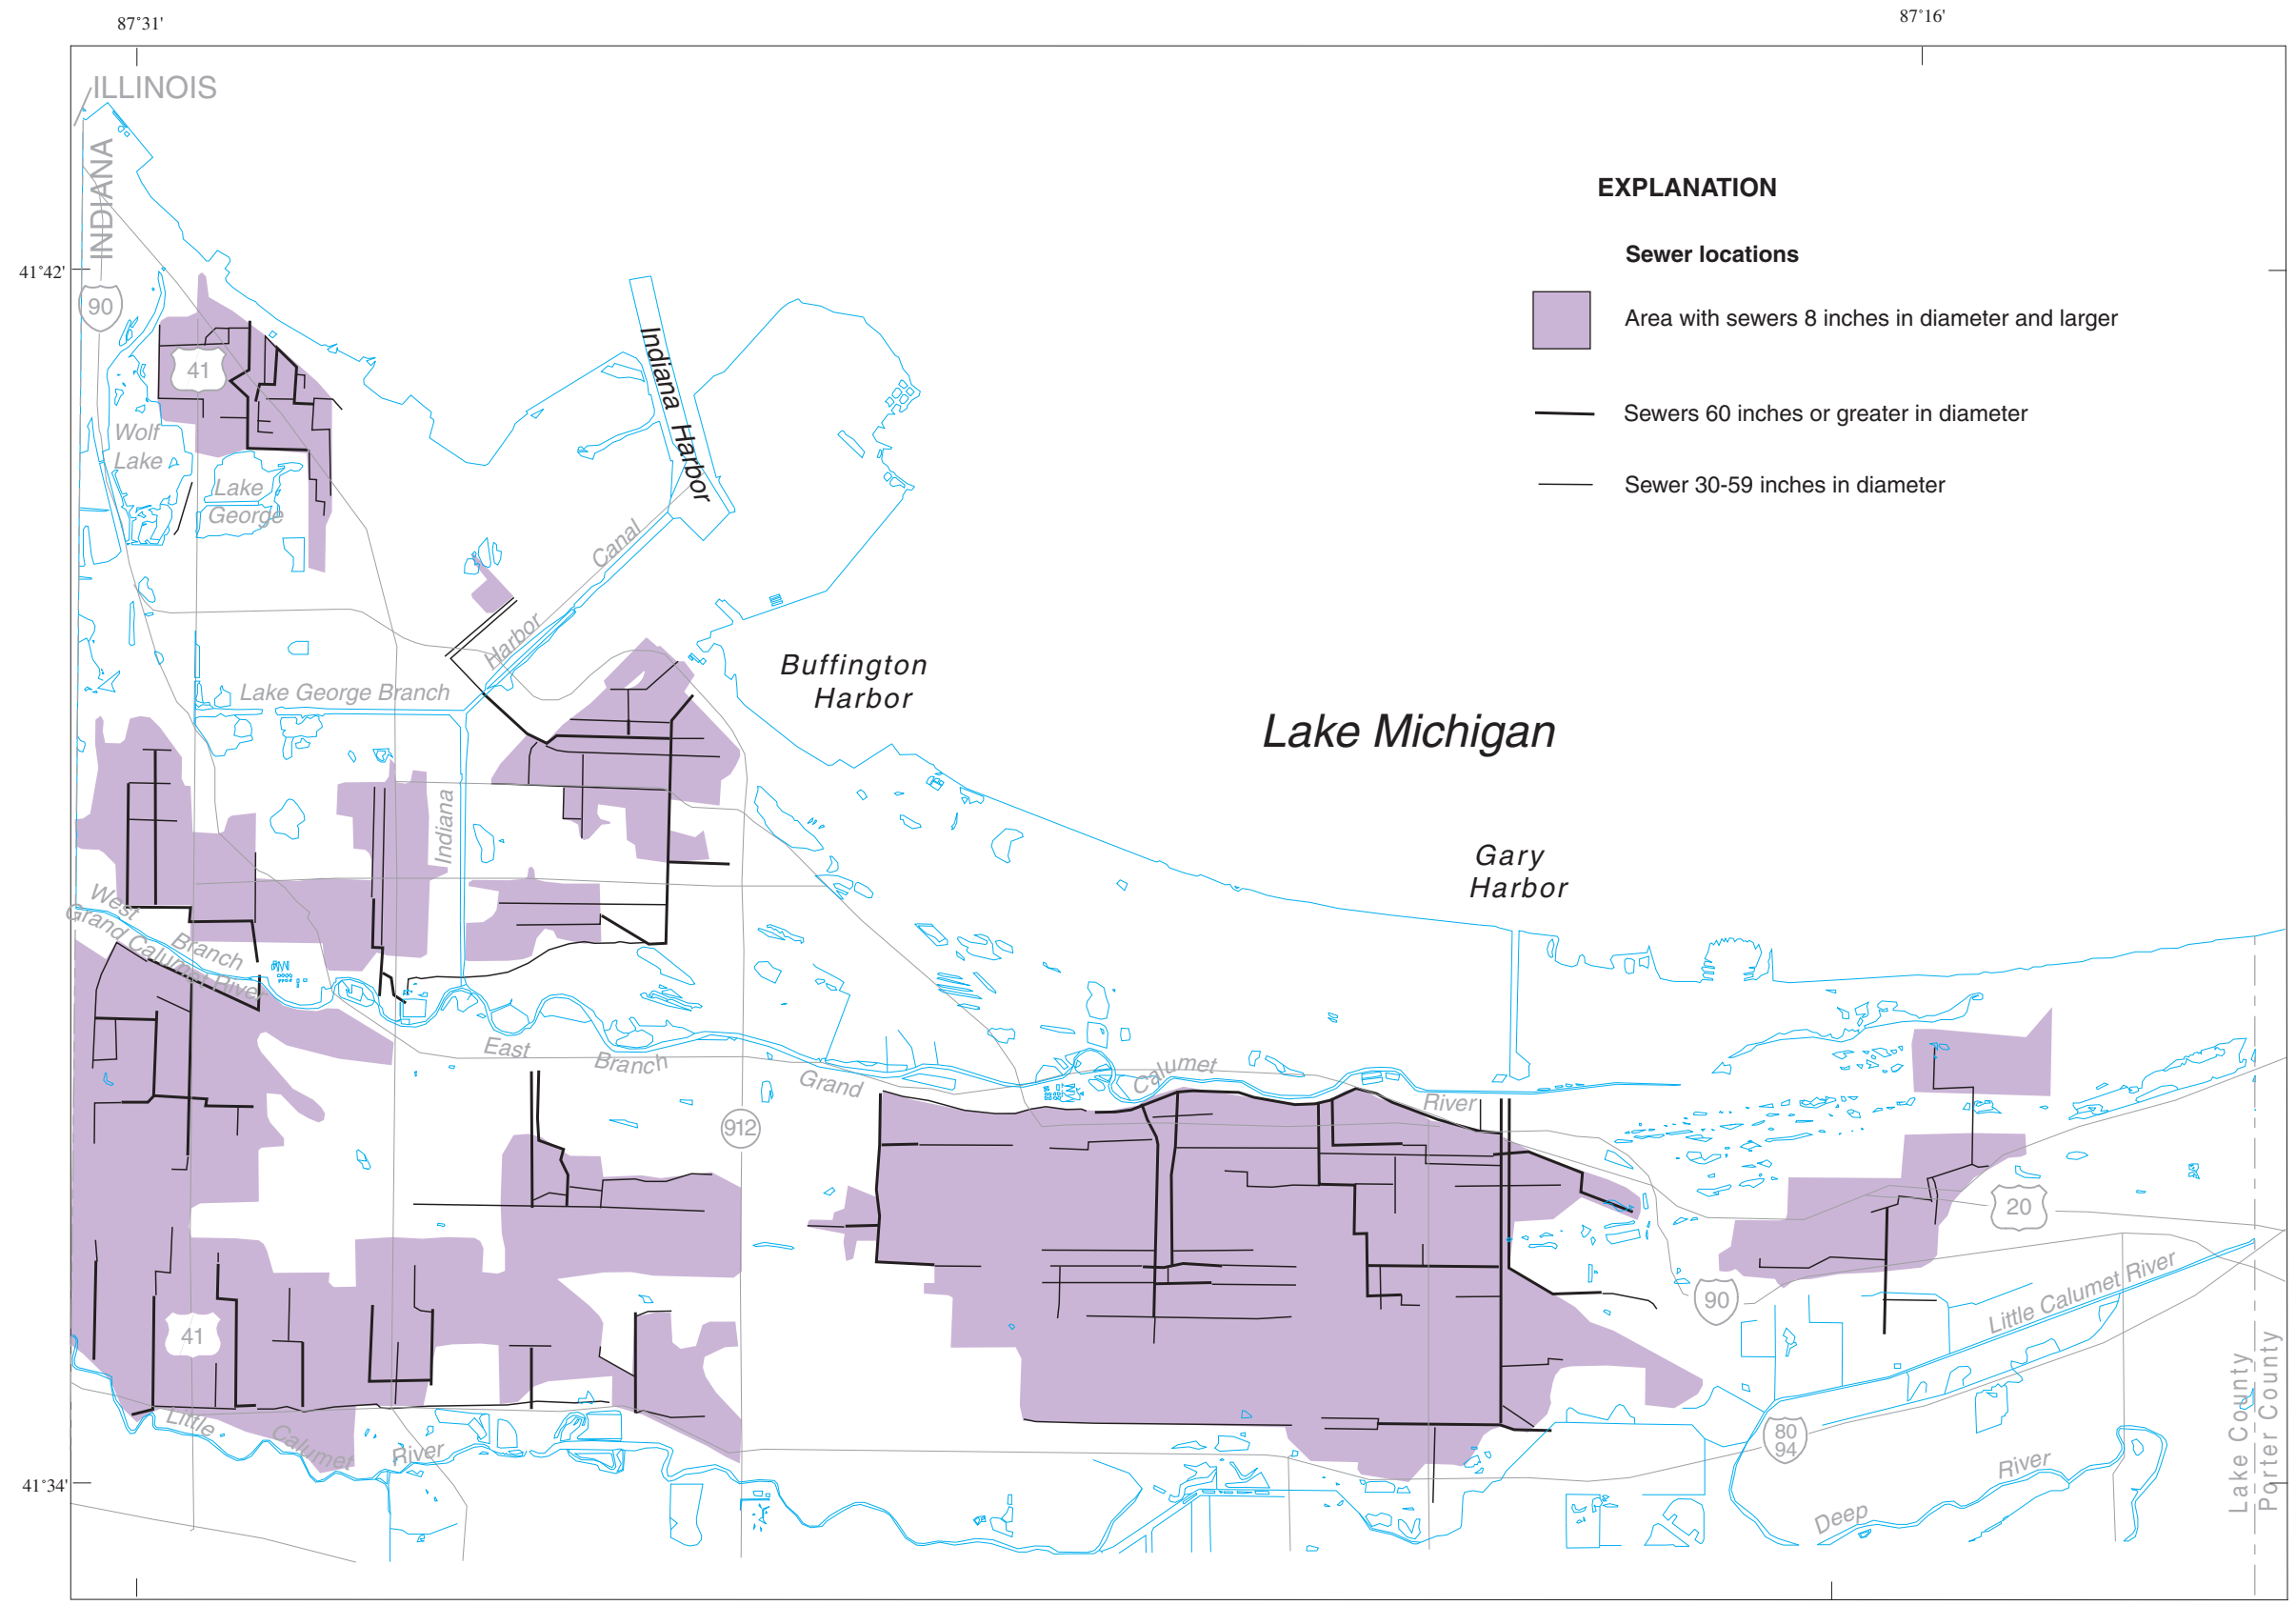 87°31'
87°16'
ILLINOIS
INDIANA
41°42'
90
41
Wolf
Lake
Lake
George
Indiana Harbor
EXPLANATION
Sewer locations
Area with sewers 8 inches in diameter and larger
Sewers 60 inches or greater in diameter
Sewer 30-59 inches in diameter
Canal
Harbor
Indiana
Lake George Branch
Buffington
Harbor
Lake Michigan
Gary
Harbor
West
Branch
Grand Calumet River
East
Branch
Grand
Calumet
River
912
20
90
41
Little
Calumet
River
Little Calumet River
80
94
Deep
River
Lake County
Porter County
41°34'